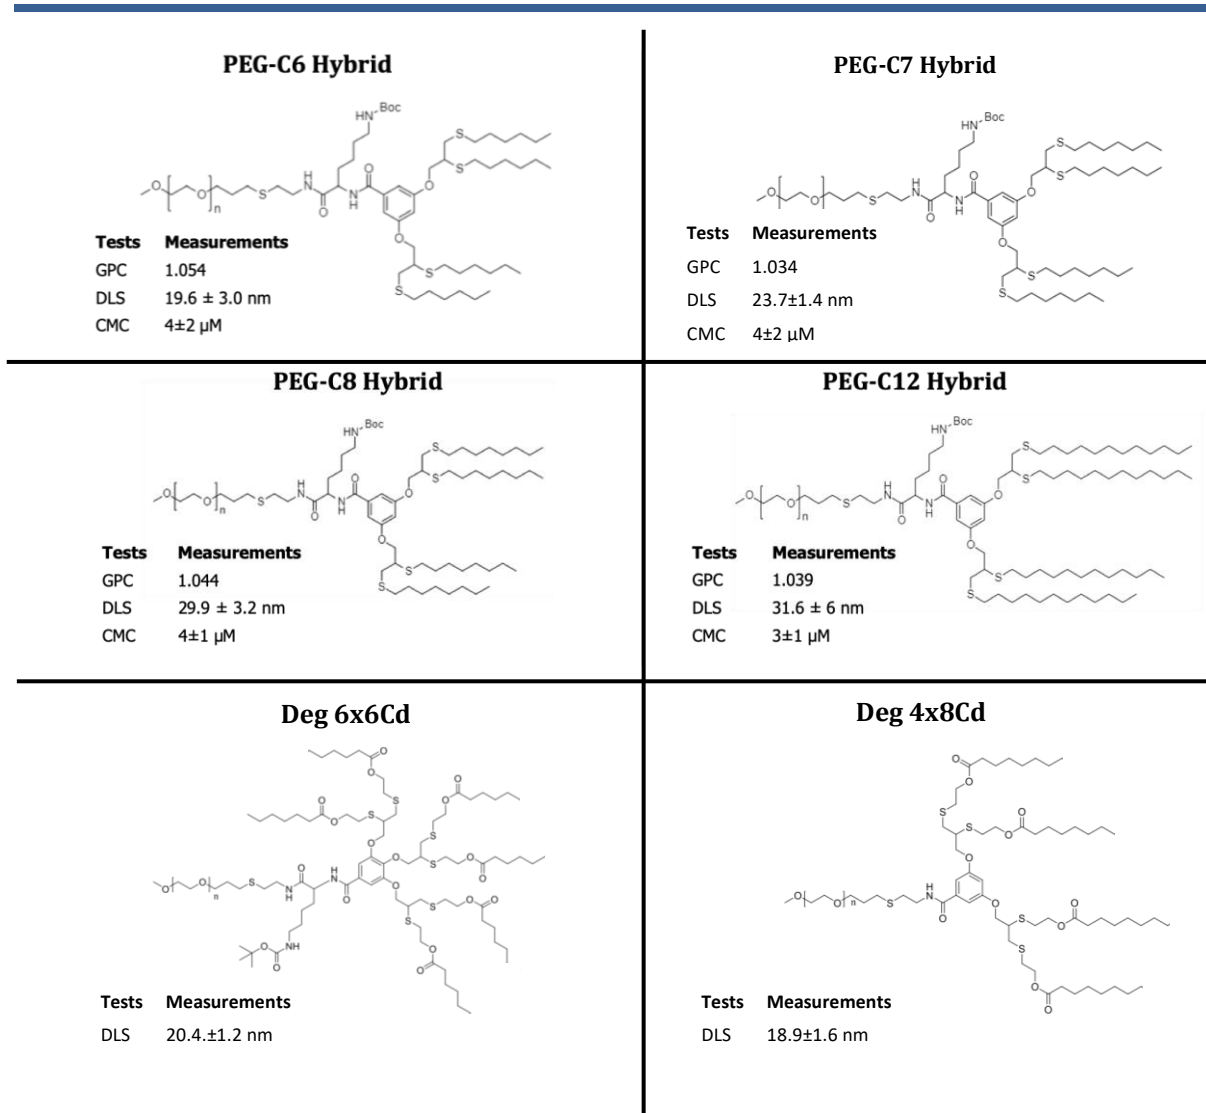 PEG-C6 Hybrid
HN Boc
S
S
O
O
O
n
S
H
N
O
N
H
O
O
S
S
Tests Measurements
GPC 1.054
DLS 19.6 ± 3.0 nm
CMC 4±2 μM
PEG-C7 Hybrid
HN Boc
S
S
O
O
O
n
S
H
N
O
N
H
O
O
S
S
Tests Measurements
GPC 1.034
DLS 23.7±1.4 nm
CMC 4±2 μM
PEG-C8 Hybrid
HN Boc
S
S
O
O
O
n
S
H
N
O
N
H
O
O
S
S
Tests Measurements
GPC 1.044
DLS 29.9 ± 3.2 nm
CMC 4±1 μM
PEG-C12 Hybrid
HN Boc
S
S
O
O
O
n
S
H
N
O
N
H
O
O
S
S
Tests Measurements
GPC 1.039
DLS 31.6 ± 6 nm
CMC 3±1 μM
Deg 6x6Cd
O
O
S
O
O
S
O
O
O
S
S
O
O
O
O
O
n
S
N
H
O
H
N
O
O
S
S
O
O
O
O
O
O
NH
Tests Measurements
DLS 20.4.±1.2 nm
Deg 4x8Cd
O
O
S
S
O
O
O
O
O
n
S
H
N
O
O
S
O
O
S
O
O
Tests Measurements
DLS 18.9±1.6 nm